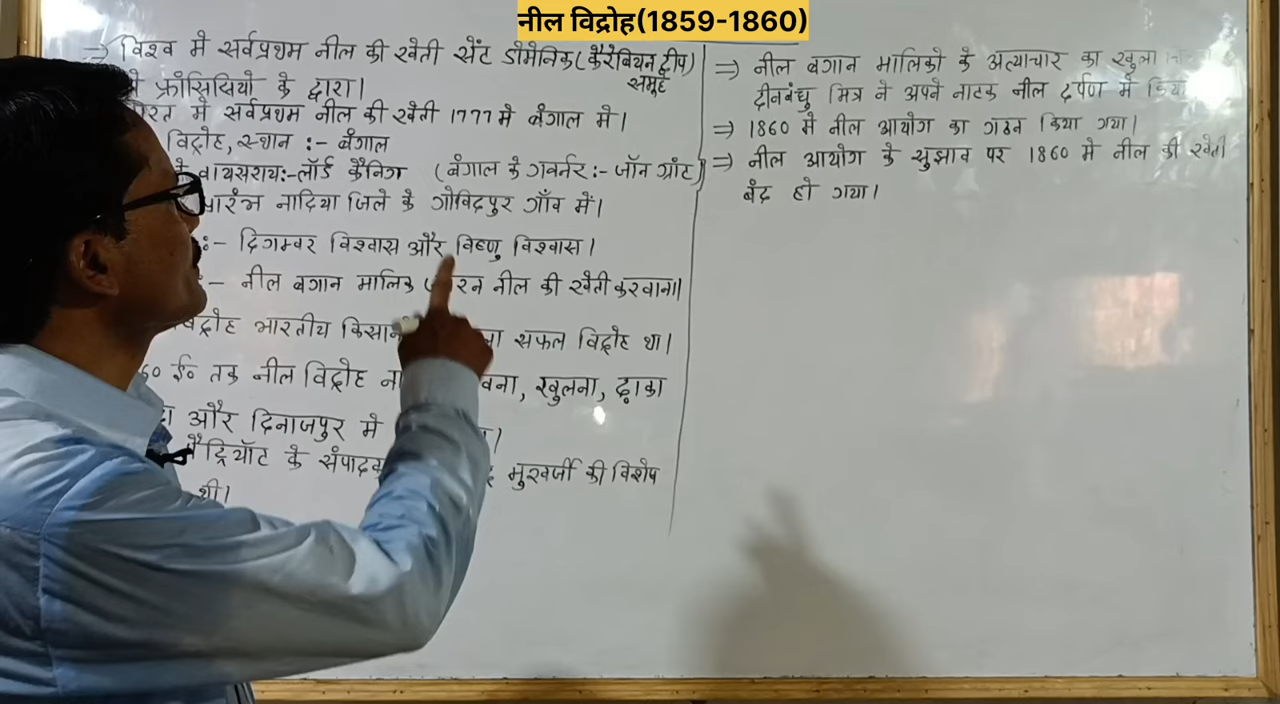 नील विद्रोह(1859-1860)
→ विश्व मे सर्वप्रथम नील की खेती सेंट डोमेनिक(कैरेबियन द्वीप)
समूह
मे फ्रांसिसियो के द्वारा।
में सर्वप्रथम नील की खेती 1777 मे बंगाल मे।
विद्रोह, स्थान :- बंगाल
के वायसराय:- लॉर्ड कैनिंग (बंगाल के गवर्नर:- जॉन ग्रांट)
नादिया जिले के गोविंदपुर गाँव में।
:- दिगम्बर विश्वास और विष्णु विश्वास।
:- नील बगान मालिक नील की खेती करवाना।
भारतीय सफल विद्रोह था।
ई० तक नील विद्रोह खुलना, ढ़ाका
और दिनाजपुर मे
के मुखर्जी की विशेष
थी।
⇒ नील बगान मालिको के अत्याचार का खुला
दीनबंधु मित्र ने अपने नाटक नील दर्पण मे
⇒ 1860 मे नील आयोग का गठन किया गया।
⇒ नील आयोग के सुझाव पर 1860 मे नील की खेती
बंद हो गया।